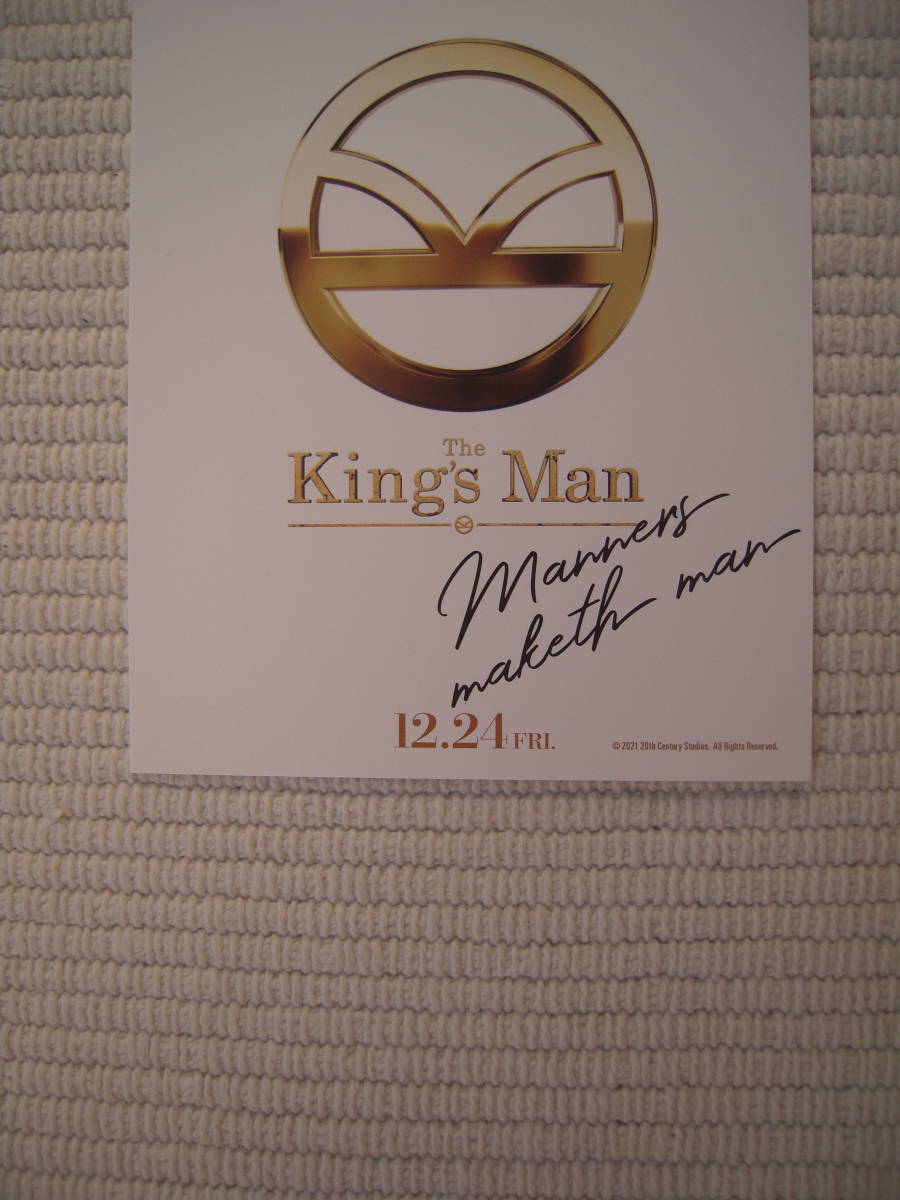 The
King's Man
Manners
maketh man
12.24 FRI.
© 2021 20th Century Studios. All Rights Reserved.